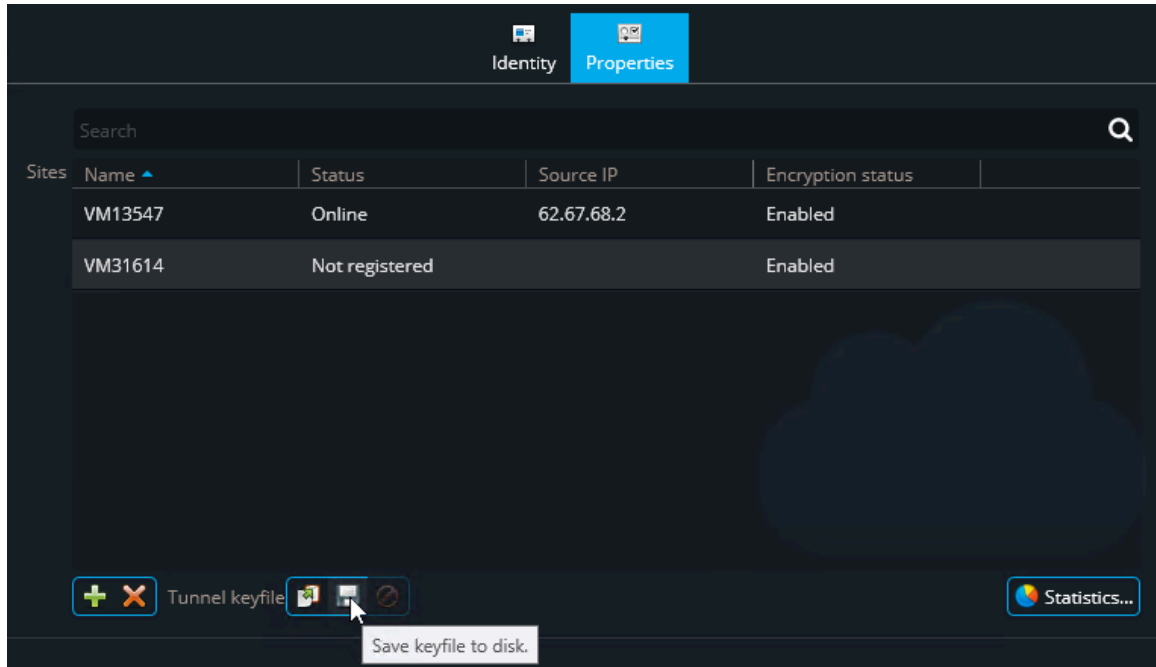 Identity Properties
Search
Sites Name Status Source IP Encryption status
VM13547 Online 62.67.68.2 Enabled
VM31614 Not registered Enabled
Tunnel keyfile Statistics...
Save keyfile to disk.